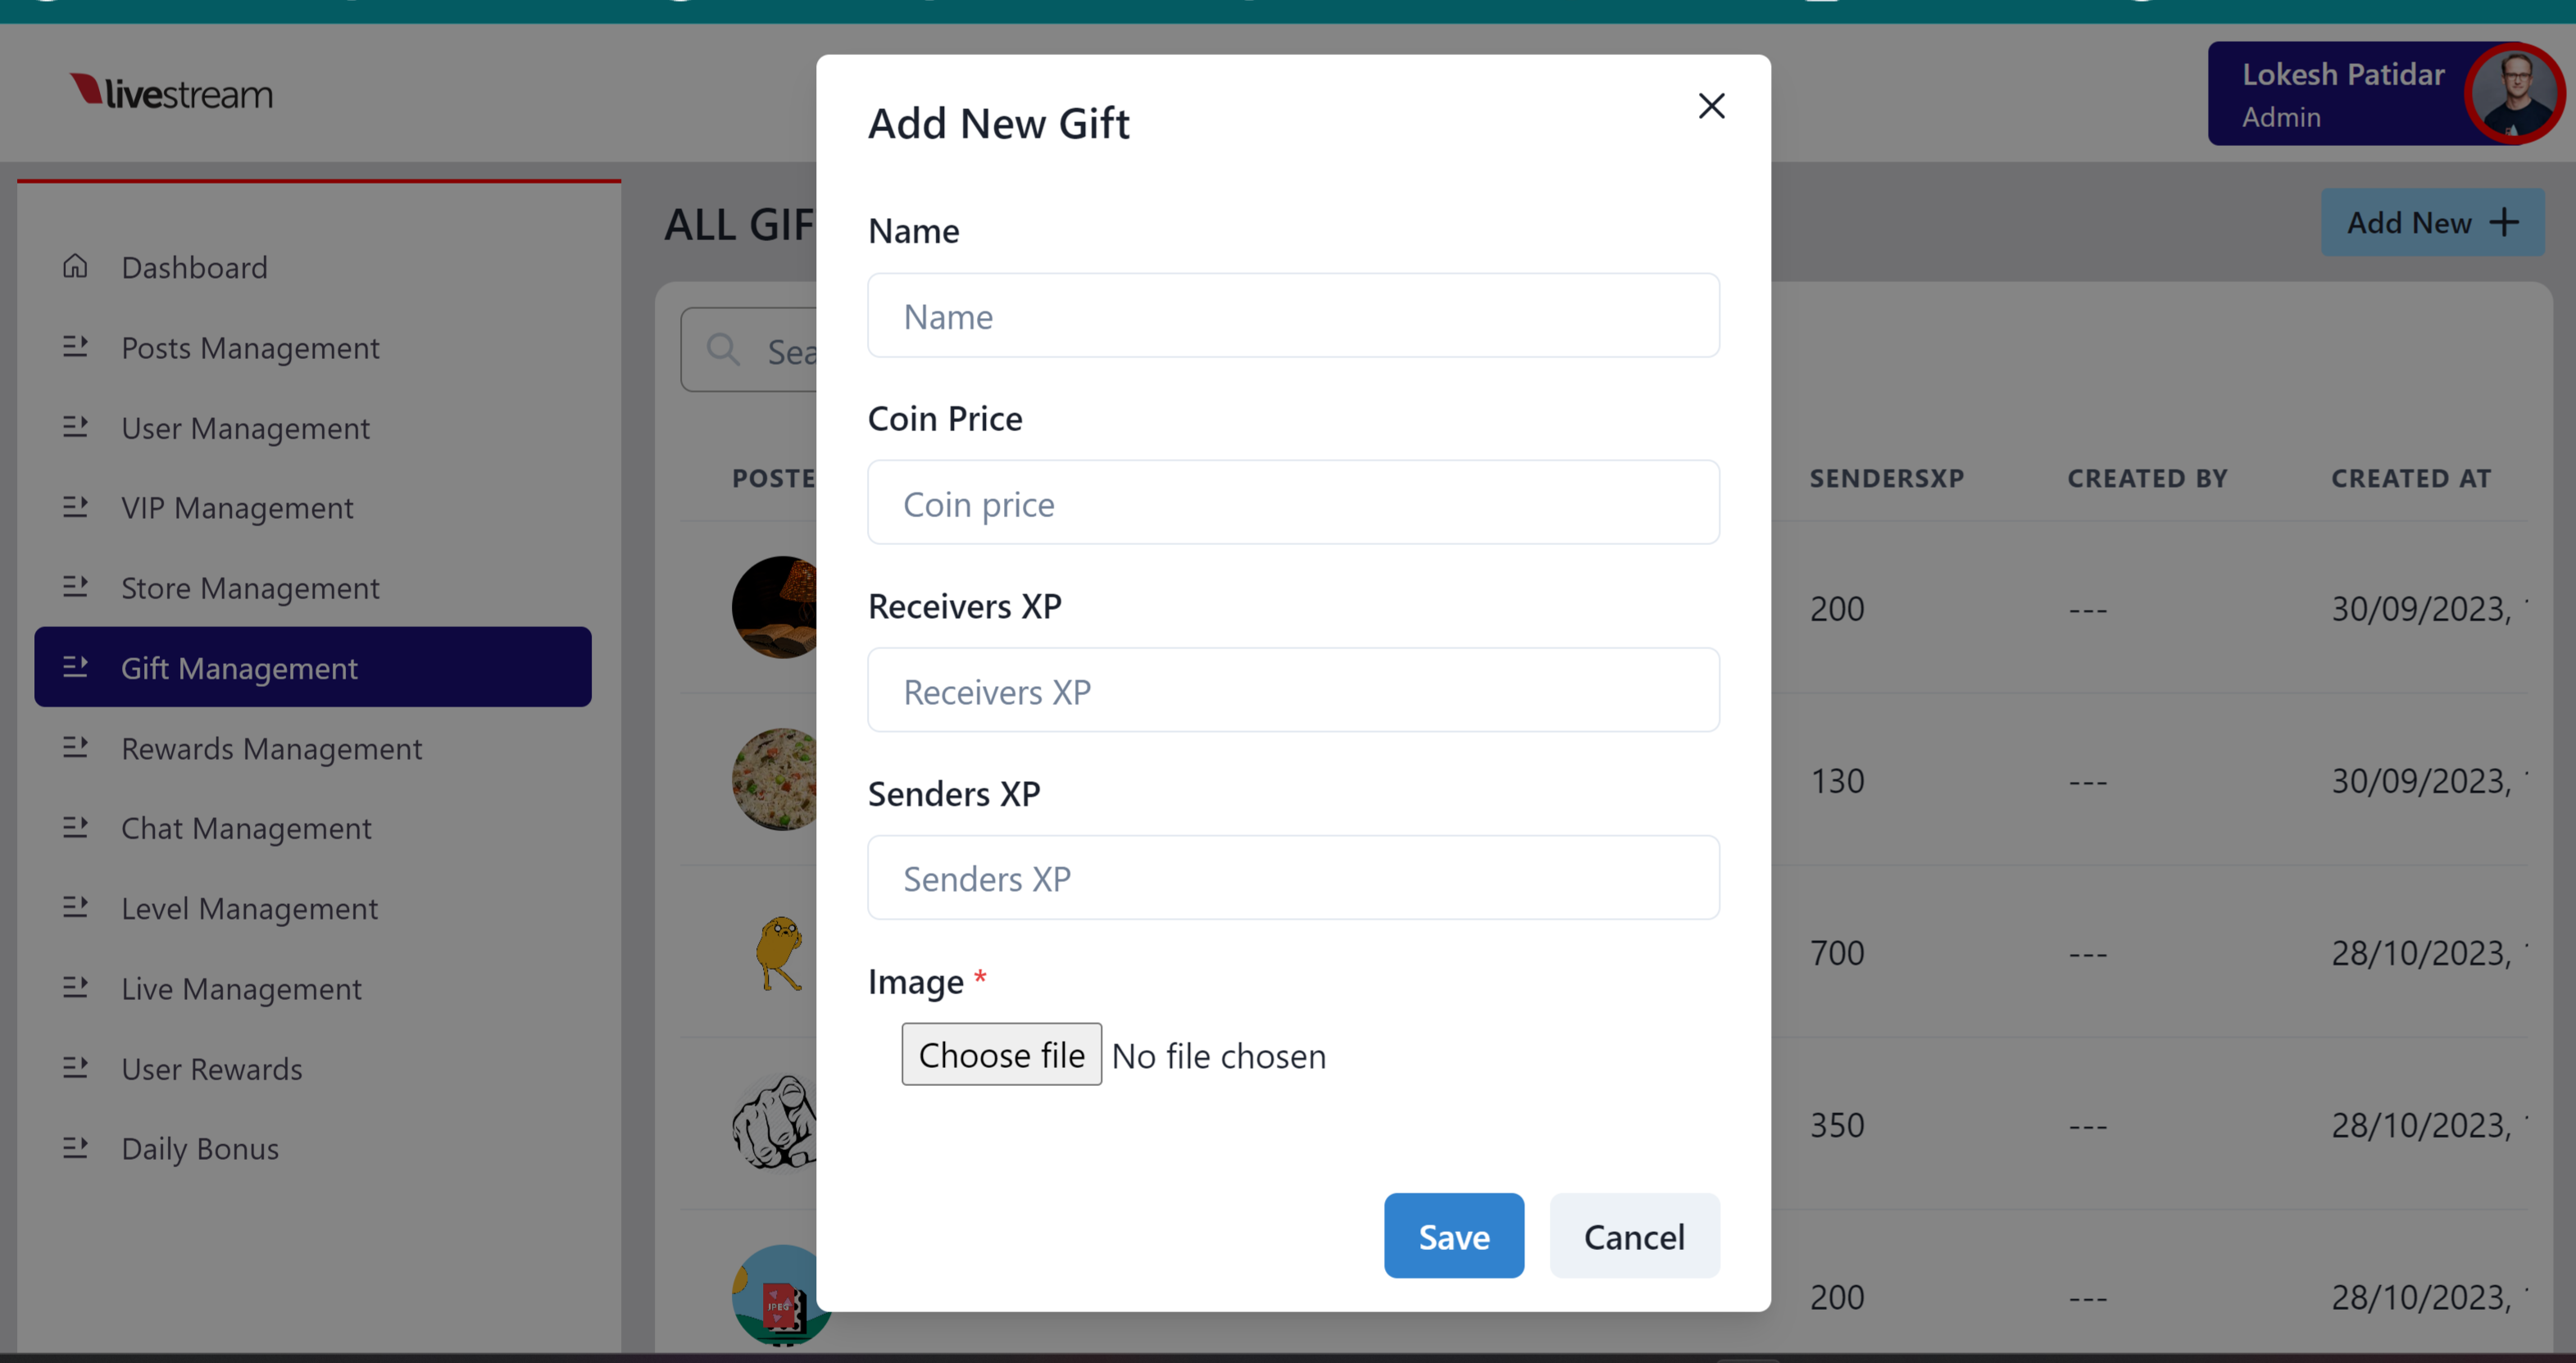 livestream
Lokesh Patidar
Admin
Dashboard
Posts Management
User Management
VIP Management
Store Management
Gift Management
Rewards Management
Chat Management
Level Management
Live Management
User Rewards
Daily Bonus
ALL GIF
Add New
Sea
POSTE
SENDERSXP CREATED BY CREATED AT
200 --- 30/09/2023,
130 --- 30/09/2023,
700 --- 28/10/2023,
350 --- 28/10/2023,
JPEG
200 --- 28/10/2023,
Add New Gift
Name
Name
Coin Price
Coin price
Receivers XP
Receivers XP
Senders XP
Senders XP
Image *
Choose file No file chosen
Save Cancel